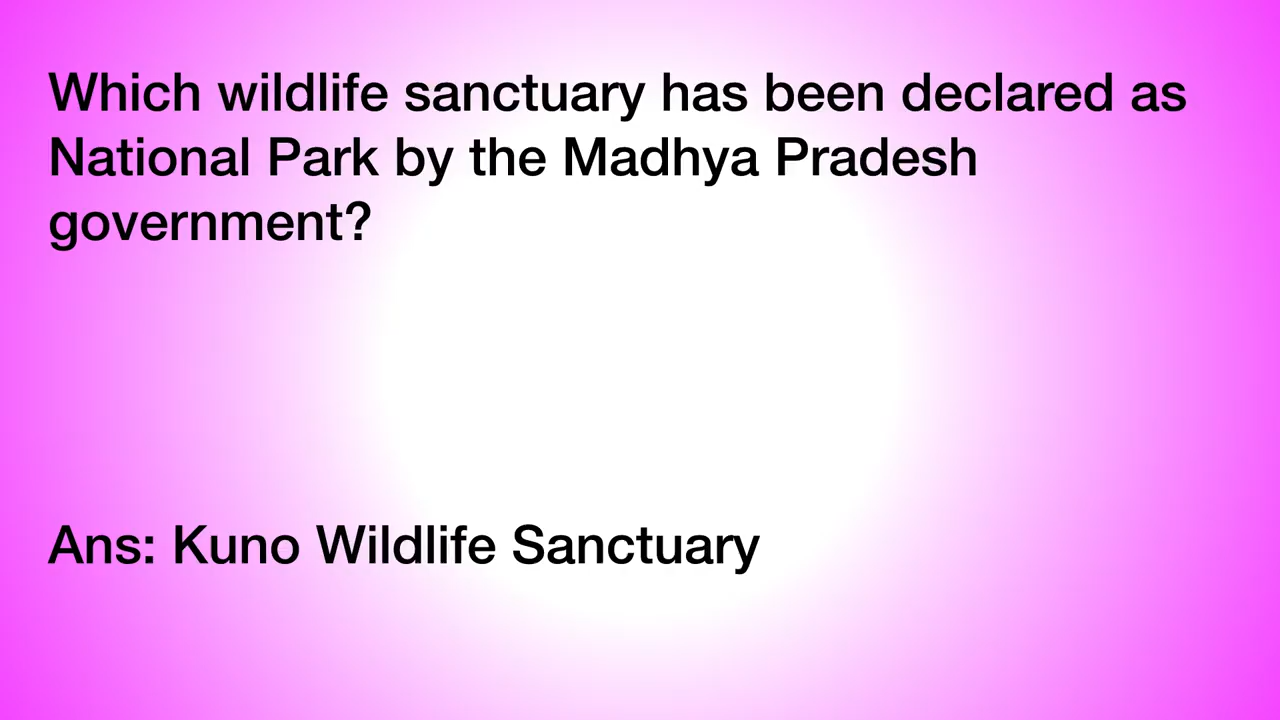 Which wildlife sanctuary has been declared as
National Park by the Madhya Pradesh
government?
Ans: Kuno Wildlife Sanctuary